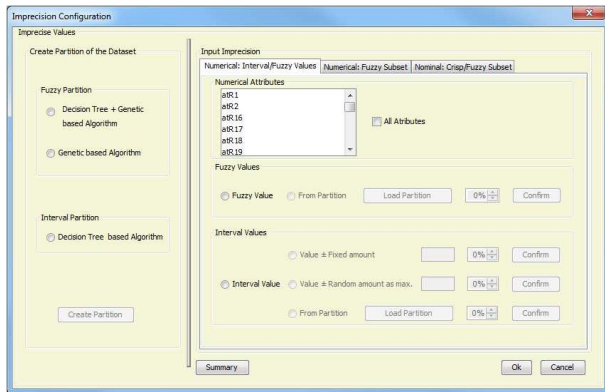 Imprecision Configuration
Imprecise Values
Create Partition of the Dataset
Fuzzy Partition
Decision Tree + Genetic
based Algorithm
Genetic based Algorithm
Interval Partition
Decision Tree based Algorithm
Create Partition
Input Imprecision
Numerical: Interval/Fuzzy Values Numerical: Fuzzy Subset Nominal: Crisp/Fuzzy Subset
Numerical Attributes
atR1
atR2
atR16
atR17
atR18
atR19
All Atributes
Fuzzy Values
Fuzzy Value From Partition Load Partition 0% Confirm
Interval Values
Value ± Fixed amount 0% Confirm
Interval Value Value ± Random amount as max. 0% Confirm
From Partition Load Partition 0% Confirm
Summary Ok Cancel